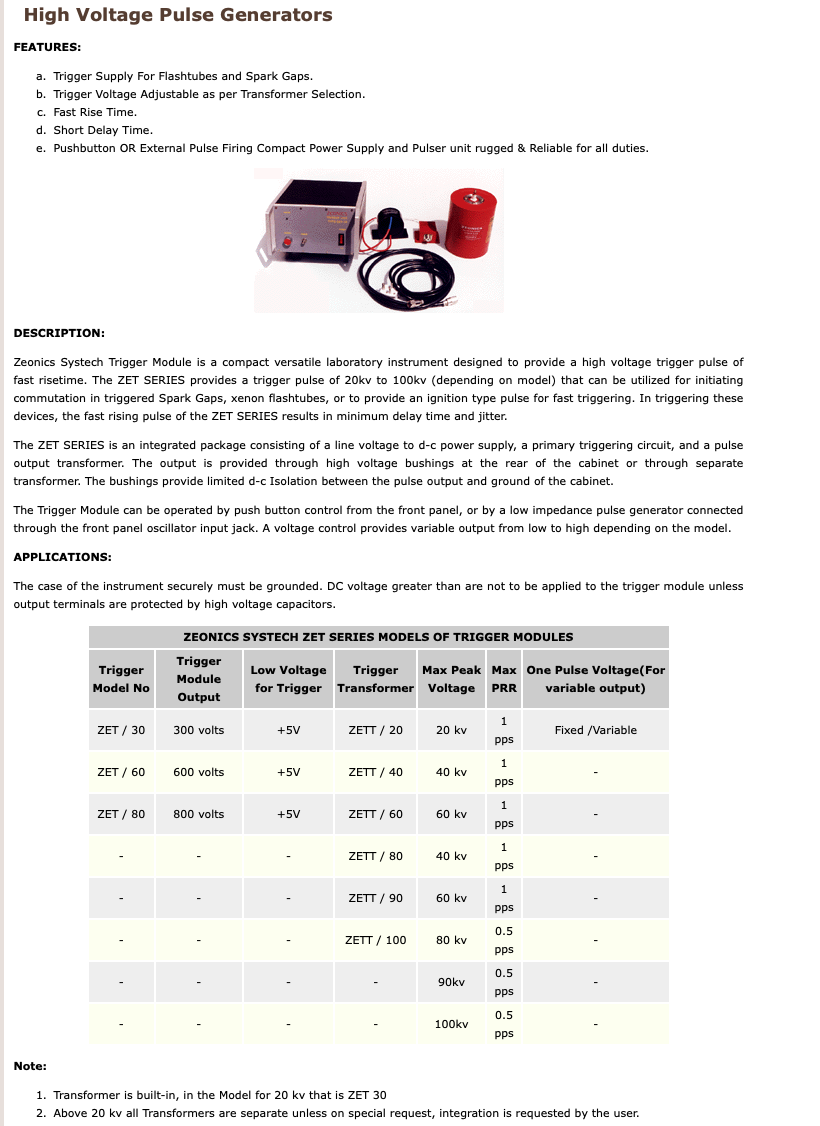 High Voltage Pulse Generators
FEATURES:
a. Trigger Supply For Flashtubes and Spark Gaps.
b. Trigger Voltage Adjustable as per Transformer Selection.
c. Fast Rise Time.
d. Short Delay Time.
e. Pushbutton OR External Pulse Firing Compact Power Supply and Pulser unit rugged & Reliable for all duties.
DESCRIPTION:
Zeonics Systech Trigger Module is a compact versatile laboratory instrument designed to provide a high voltage trigger pulse of
fast risetime. The ZET SERIES provides a trigger pulse of 20kv to 100kv (depending on model) that can be utilized for initiating
commutation in triggered Spark Gaps, xenon flashtubes, or to provide an ignition type pulse for fast triggering. In triggering these
devices, the fast rising pulse of the ZET SERIES results in minimum delay time and jitter.
The ZET SERIES is an integrated package consisting of a line voltage to d-c power supply, a primary triggering circuit, and a pulse
output transformer. The output is provided through high voltage bushings at the rear of the cabinet or through separate
transformer. The bushings provide limited d-c Isolation between the pulse output and ground of the cabinet.
The Trigger Module can be operated by push button control from the front panel, or by a low impedance pulse generator connected
through the front panel oscillator input jack. A voltage control provides variable output from low to high depending on the model.
APPLICATIONS:
The case of the instrument securely must be grounded. DC voltage greater than are not to be applied to the trigger module unless
output terminals are protected by high voltage capacitors.
ZEONICS SYSTECH ZET SERIES MODELS OF TRIGGER MODULES
Trigger Model No | Trigger Module Output | Low Voltage for Trigger | Trigger Transformer | Max Peak Voltage | Max PRR | One Pulse Voltage(For variable output)
ZET / 30 | 300 volts | +5V | ZETT / 20 | 20 kv | 1 pps | Fixed /Variable
ZET / 60 | 600 volts | +5V | ZETT / 40 | 40 kv | 1 pps | -
ZET / 80 | 800 volts | +5V | ZETT / 60 | 60 kv | 1 pps | -
- | - | - | ZETT / 80 | 40 kv | 1 pps | -
- | - | - | ZETT / 90 | 60 kv | 1 pps | -
- | - | - | ZETT / 100 | 80 kv | 0.5 pps | -
- | - | - | - | 90kv | 0.5 pps | -
- | - | - | - | 100kv | 0.5 pps | -
Note:
1. Transformer is built-in, in the Model for 20 kv that is ZET 30
2. Above 20 kv all Transformers are separate unless on special request, integration is requested by the user.